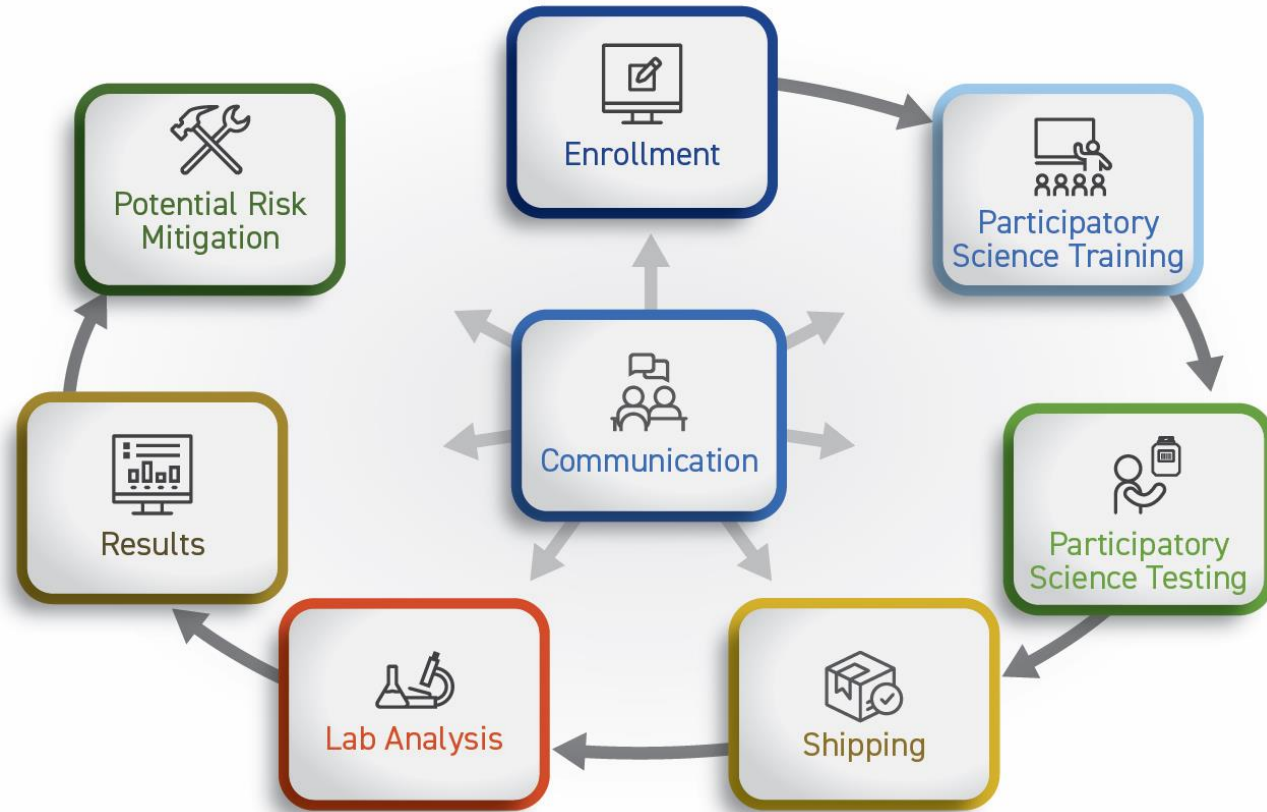 Enrollment
Participatory
Science Training
Participatory
Science Testing
Shipping
Lab Analysis
Results
Potential Risk
Mitigation
Communication